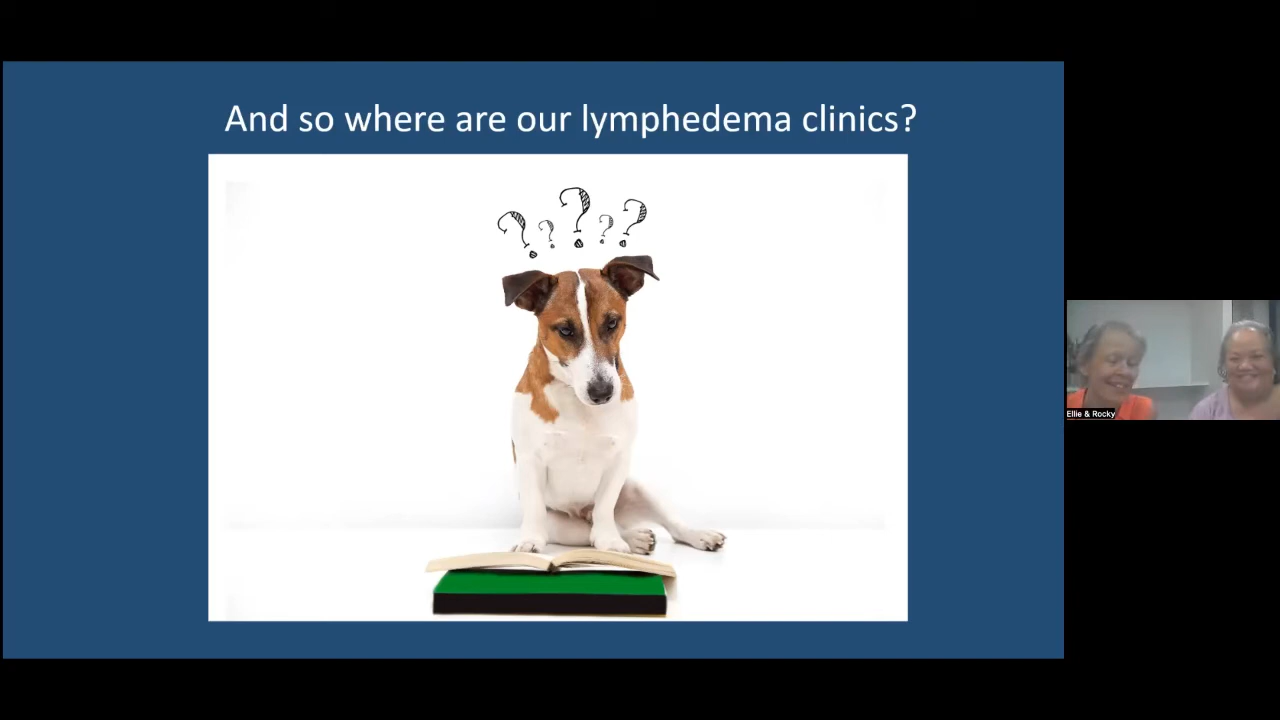 And so where are our lymphedema clinics?
? ? ? ? ?
Ellie & Rocky